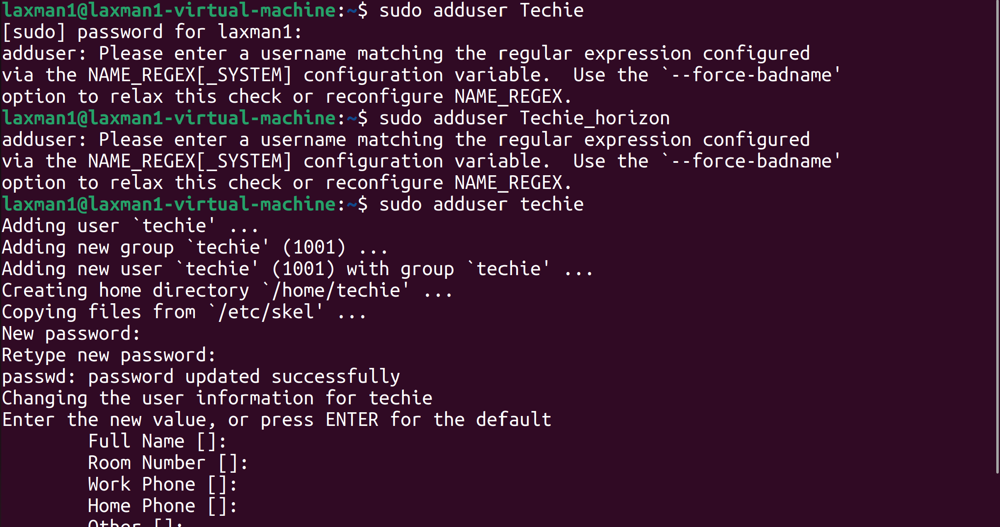 laxman1@laxman1-virtual-machine:~$ sudo adduser Techie
[sudo] password for laxman1:
adduser: Please enter a username matching the regular expression configured
via the NAME_REGEX[_SYSTEM] configuration variable.  Use the `--force-badname'
option to relax this check or reconfigure NAME_REGEX.
laxman1@laxman1-virtual-machine:~$ sudo adduser Techie_horizon
adduser: Please enter a username matching the regular expression configured
via the NAME_REGEX[_SYSTEM] configuration variable.  Use the `--force-badname'
option to relax this check or reconfigure NAME_REGEX.
laxman1@laxman1-virtual-machine:~$ sudo adduser techie
Adding user `techie' ...
Adding new group `techie' (1001) ...
Adding new user `techie' (1001) with group `techie' ...
Creating home directory `/home/techie' ...
Copying files from `/etc/skel' ...
New password:
Retype new password:
passwd: password updated successfully
Changing the user information for techie
Enter the new value, or press ENTER for the default
        Full Name []:
        Room Number []:
        Work Phone []:
        Home Phone []:
        Other []: